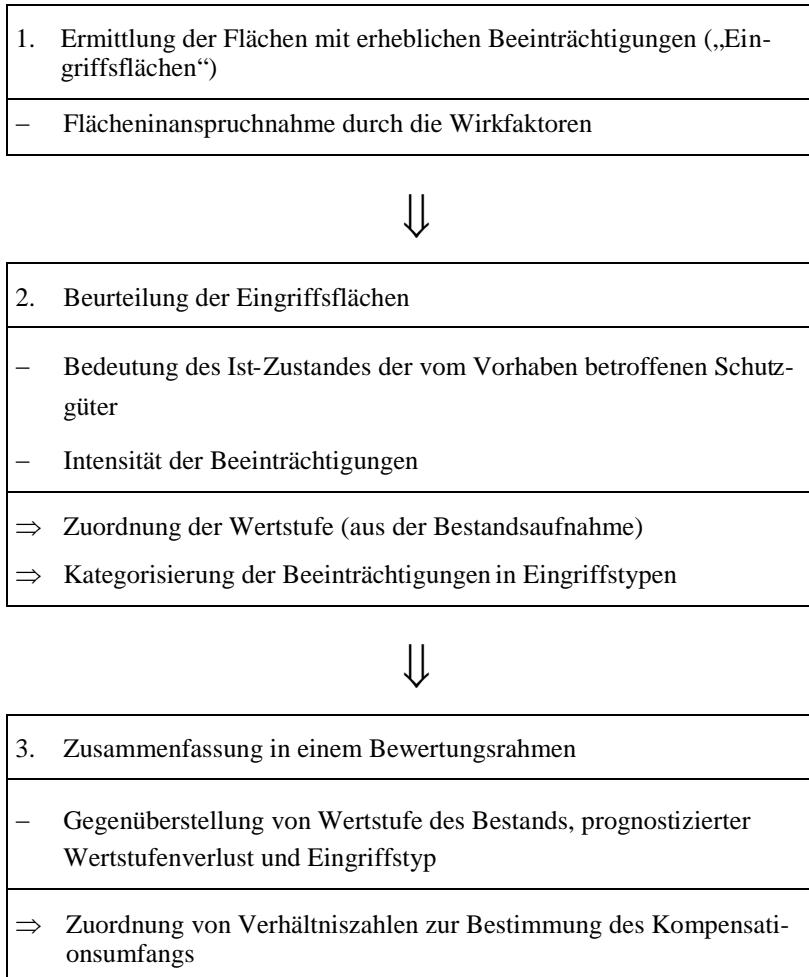 1. Ermittlung der Flächen mit erheblichen Beeinträchtigungen („Ein-
griffsflächen“)
– Flächeninanspruchnahme durch die Wirkfaktoren
⇓
2. Beurteilung der Eingriffsflächen
– Bedeutung des Ist-Zustandes der vom Vorhaben betroffenen Schutz-
güter
– Intensität der Beeinträchtigungen
⇒ Zuordnung der Wertstufe (aus der Bestandsaufnahme)
⇒ Kategorisierung der Beeinträchtigungen in Eingriffstypen
⇓
3. Zusammenfassung in einem Bewertungsrahmen
– Gegenüberstellung von Wertstufe des Bestands, prognostizierter
Wertstufenverlust und Eingriffstyp
⇒ Zuordnung von Verhältniszahlen zur Bestimmung des Kompensati-
onsumfangs